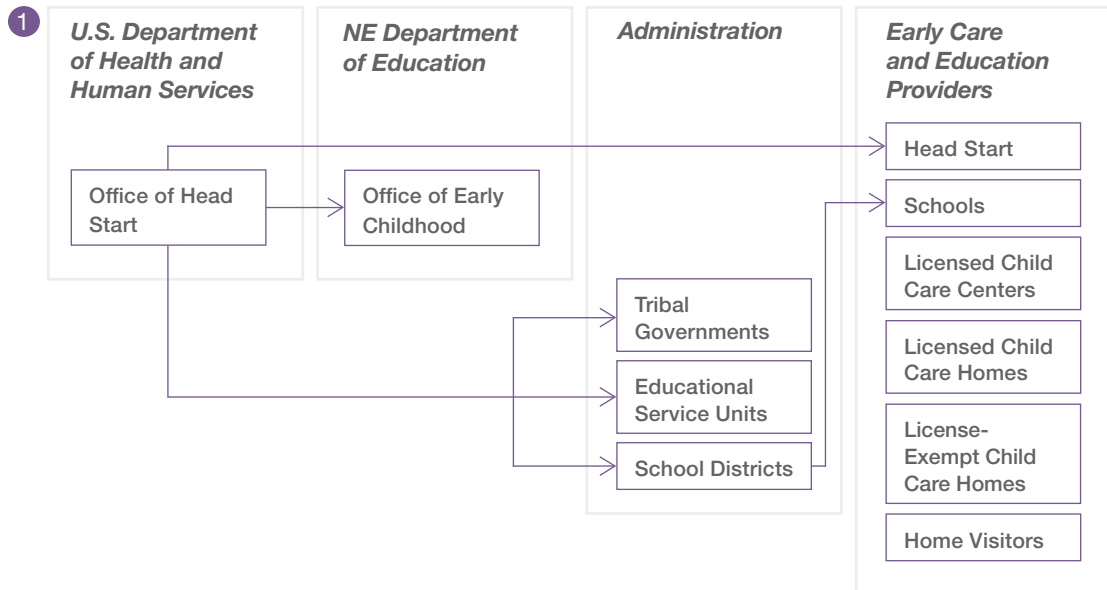 1
U.S. Department
of Health and
Human Services
NE Department
of Education
Administration
Early Care
and Education
Providers
Office of Head
Start
Office of Early
Childhood
Tribal
Governments
Educational
Service Units
School Districts
Head Start
Schools
Licensed Child
Care Centers
Licensed Child
Care Homes
License-
Exempt Child
Care Homes
Home Visitors